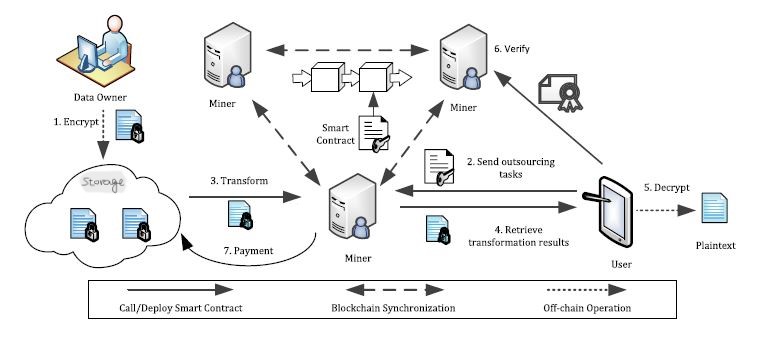 6. Verify
Data Owner
Miner
Miner
1. Encrypt
Smart
Contract
Storage
2. Send outsourcing
tasks
3. Transform
5. Decrypt
4. Retrieve
transformation results
7. Payment
Miner
User
Plaintext
Call/Deploy Smart Contract
Blockchain Synchronization
Off-chain Operation